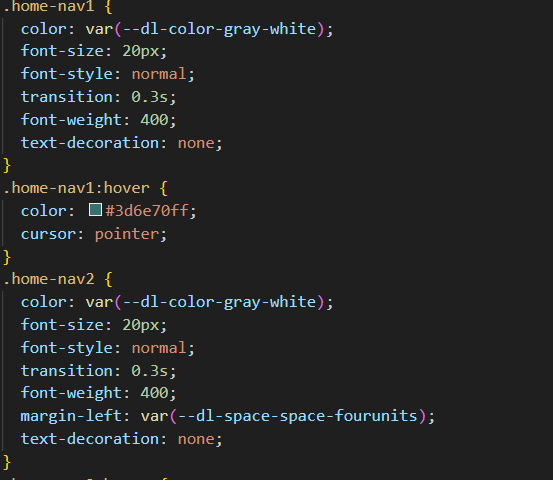 .home-nav1 {
color: var(--dl-color-gray-white);
font-size: 20px;
font-style: normal;
transition: 0.3s;
font-weight: 400;
text-decoration: none;
}
.home-nav1:hover {
color: #3d6e70ff;
cursor: pointer;
}
.home-nav2 {
color: var(--dl-color-gray-white);
font-size: 20px;
font-style: normal;
transition: 0.3s;
font-weight: 400;
margin-left: var(--dl-space-space-fourunits);
text-decoration: none;
}